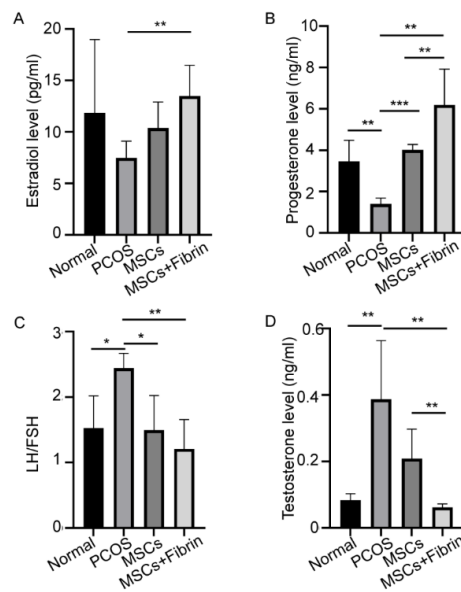 A
Estradiol level (pg/ml)
20
15
10
5
0
**
Normal
PCOS
MSCs
MSCs+Fibrin
B
Progesterone level (ng/ml)
8
6
4
2
0
**
**
***
**
Normal
PCOS
MSCs
MSCs+Fibrin
C
LH/FSH
3
2
1
0
**
*
*
Normal
PCOS
MSCs
MSCs+Fibrin
D
Testosterone level (ng/ml)
0.6
0.4
0.2
0
**
**
**
Normal
PCOS
MSCs
MSCs+Fibrin